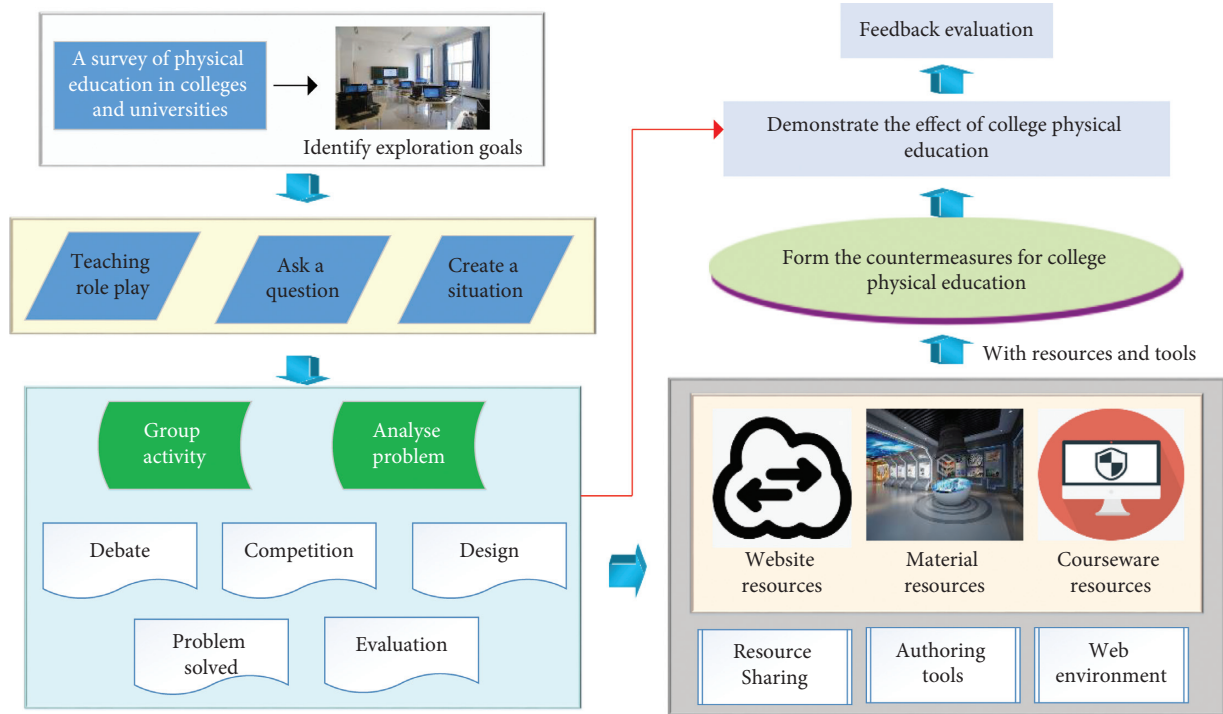 A survey of physical
education in colleges
and universities
Identify exploration goals
Teaching
role play
Ask a
question
Create a
situation
Group
activity
Analyse
problem
Debate
Competition
Design
Problem
solved
Evaluation
Feedback evaluation
Demonstrate the effect of college physical
education
Form the countermeasures for college
physical education
With resources and tools
Website
resources
Material
resources
Courseware
resources
Resource
Sharing
Authoring
tools
Web
environment